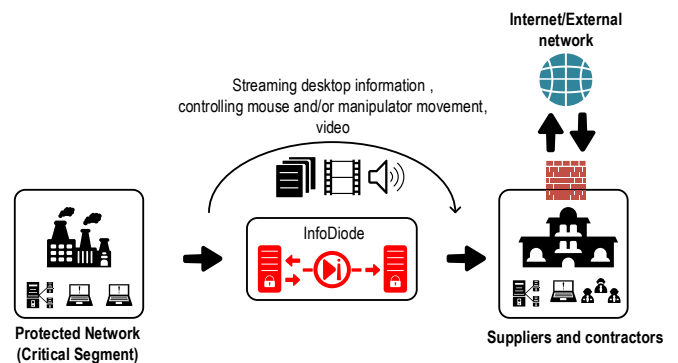 Internet/External
network
Streaming desktop information ,
controlling mouse and/or manipulator movement,
video
InfoDiode
Protected Network
(Critical Segment)
Suppliers and contractors